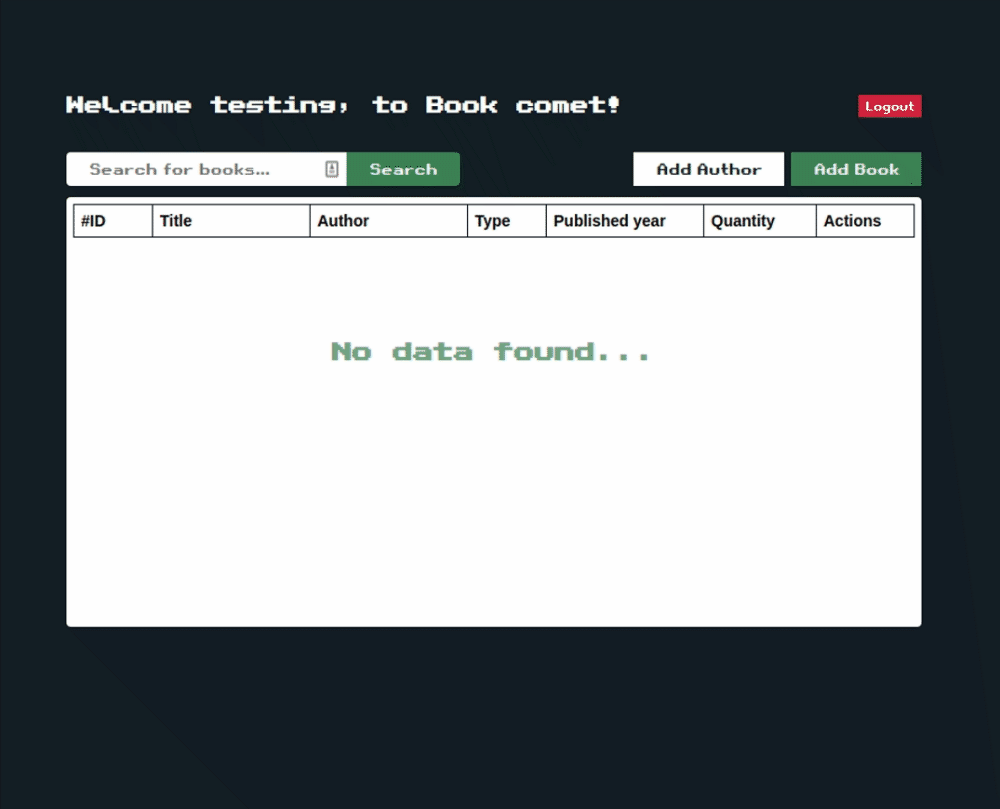 Welcome testing, to Book comet!
Logout
Search for books...
Search
Add Author
Add Book
#ID Title Author Type Published year Quantity Actions
No data found...